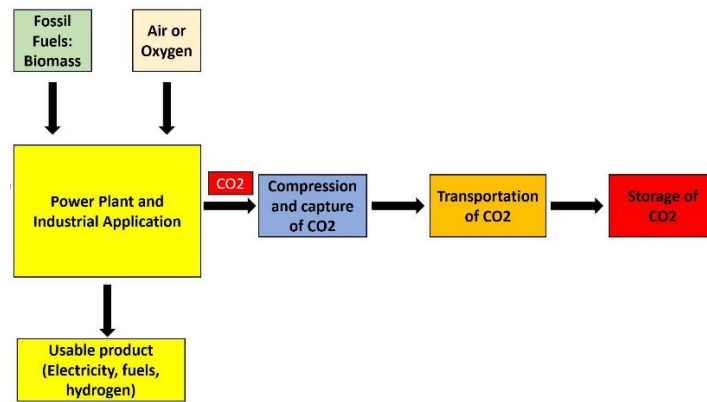 Fossil
Fuels:
Biomass
Air or
Oxygen
Power Plant and
Industrial Application
CO2
Compression
and capture
of CO2
Transportation
of CO2
Storage of
CO2
Usable product
(Electricity, fuels,
hydrogen)